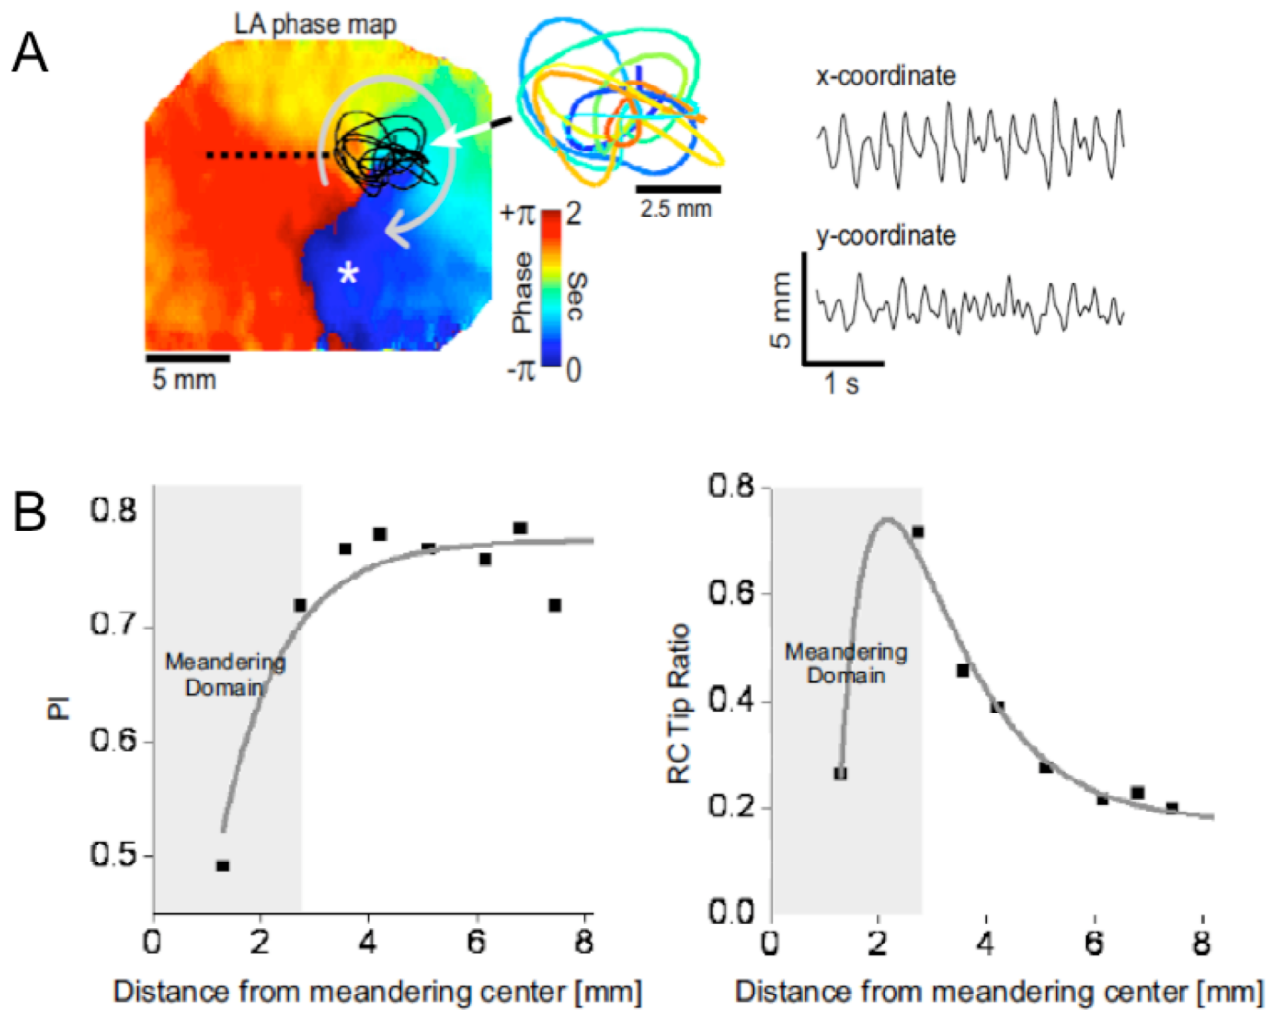 A
LA phase map
x-coordinate
2.5 mm
+π
2
Phase
Sec
-π
0
*
5 mm
y-coordinate
5 mm
1 s
B
0.8
0.7
0.6
0.5
PI
Meandering
Domain
0
2
4
6
8
Distance from meandering center [mm]
0.8
0.6
0.4
0.2
0.0
RC Tip Ratio
Meandering
Domain
0
2
4
6
8
Distance from meandering center [mm]